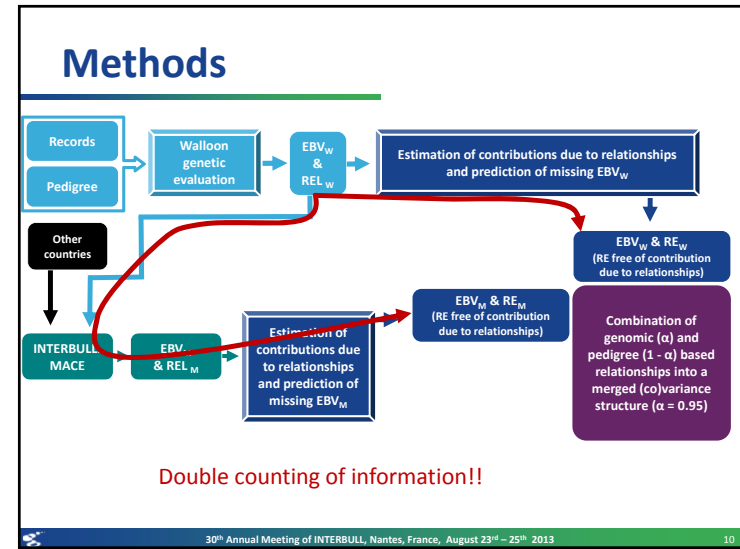 Methods
Records
Pedigree
Walloon
genetic
evaluation
EBVW
&
REL W
Estimation of contributions due to relationships
and prediction of missing EBVW
Other
countries
EBVW & REW
(RE free of contribution
due to relationships)
EBVM & REM
(RE free of contribution
due to relationships)
INTERBULL
MACE
& REL M
Estimation of
contributions due
to relationships
and prediction of
missing EBVM
Combination of
genomic (α) and
pedigree (1 - α) based
relationships into a
merged (co)variance
structure (α = 0.95)
Double counting of information!!
30th Annual Meeting of INTERBULL, Nantes, France, August 23rd – 25th 2013
10